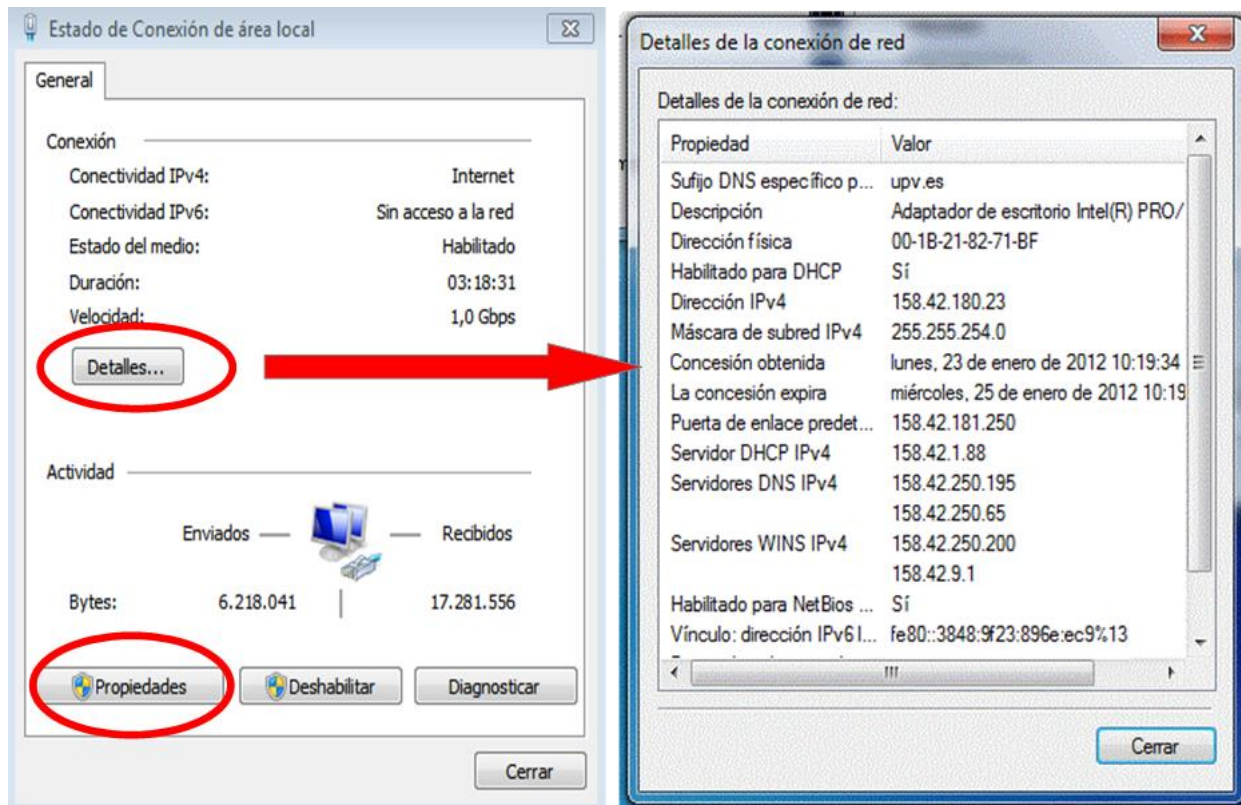 Estado de Conexión de área local
General
Conexión
Conectividad IPv4: Internet
Conectividad IPv6: Sin acceso a la red
Estado del medio: Habilitado
Duración: 03:18:31
Velocidad: 1,0 Gbps
Detalles...
Actividad
Enviados Recibidos
Bytes: 6.218.041 17.281.556
Propiedades Deshabilitar Diagnosticar
Cerrar
Detalles de la conexión de red
Detalles de la conexión de red:
Propiedad Valor
Sufijo DNS específico p... upv.es
Descripción Adaptador de escritorio Intel(R) PRO/
Dirección física 00-1B-21-82-71-BF
Habilitado para DHCP Sí
Dirección IPv4 158.42.180.23
Máscara de subred IPv4 255.255.254.0
Concesión obtenida lunes, 23 de enero de 2012 10:19:34
La concesión expira miércoles, 25 de enero de 2012 10:19
Puerta de enlace predet... 158.42.181.250
Servidor DHCP IPv4 158.42.1.88
Servidores DNS IPv4 158.42.250.195
158.42.250.65
Servidores WINS IPv4 158.42.250.200
158.42.9.1
Habilitado para NetBios ... Sí
Vínculo: dirección IPv6 l... fe80::3848:9f23:896e:ec9%13
Cerrar